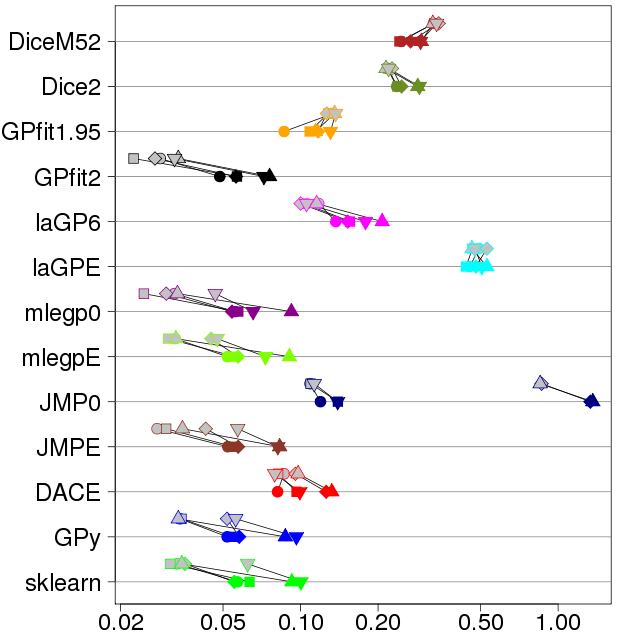 DiceM52
Dice2
GPfit1.95
GPfit2
laGP6
laGPE
mlegp0
mlegpE
JMP0
JMPE
DACE
GPy
sklearn
0.02 0.05 0.10 0.20 0.50 1.00